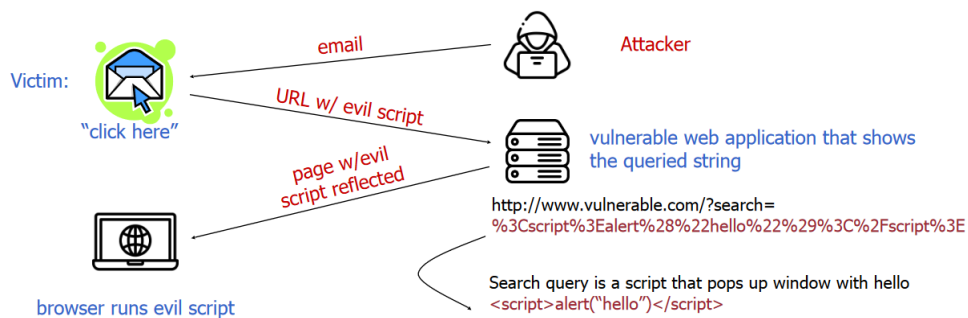 email
Attacker
Victim:
URL w/ evil script
"click here"
vulnerable web application that shows
the queried string
page w/evil
script reflected
http://www.vulnerable.com/?search=
%3Cscript%3Ealert%28%22hello%22%29%3C%2Fscript%3E
Search query is a script that pops up window with hello
<script>alert(“hello”)</script>
browser runs evil script